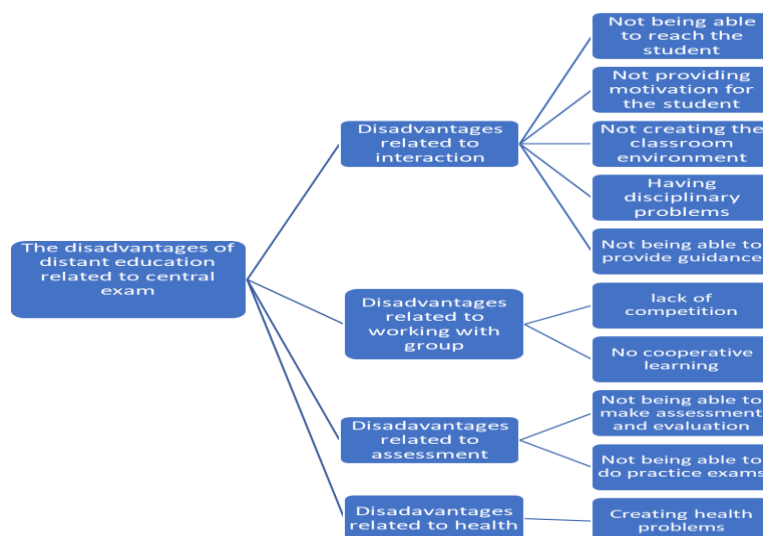 The disadvantages of
distant education
related to central
exam
Disadvantages
related to
interaction
Not being able
to reach the
student
Not providing
motivation for
the student
Not creating the
classroom
environment
Having
disciplinary
problems
Not being able to
provide guidance
Disadvantages
related to
working with
group
lack of
competition
No cooperative
learning
Disadvantages
related to
assessment
Not being able to
make assessment
and evaluation
Not being able to
do practice exams
Disadavantages
related to health
Creating health
problems